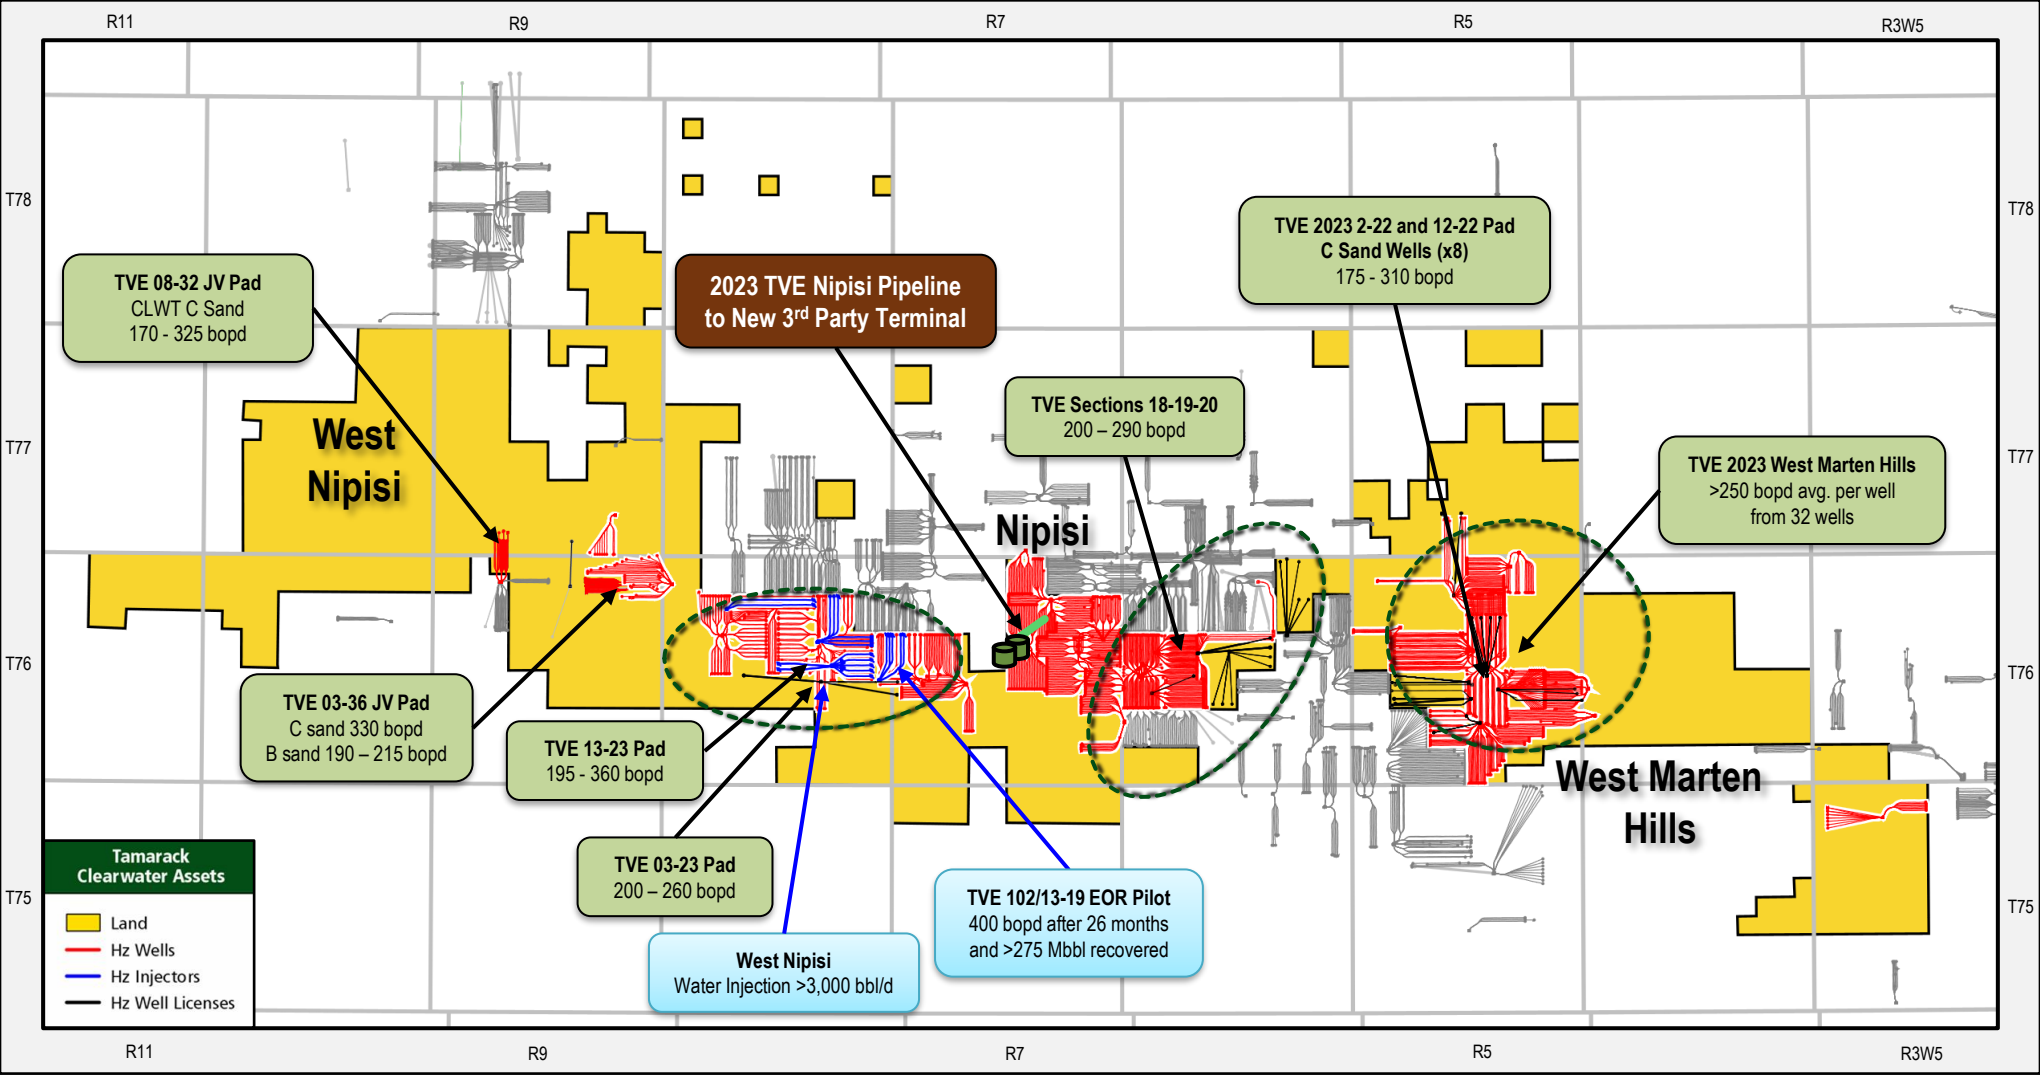 R11
R9
R7
R5
R3W5
T78
T78
TVE 2023 2-22 and 12-22 Pad
C Sand Wells (x8)
175 - 310 bopd
TVE 08-32 JV Pad
CLWT C Sand
170 - 325 bopd
2023 TVE Nipisi Pipeline
to New 3rd Party Terminal
TVE Sections 18-19-20
200 – 290 bopd
T77
T77
West
Nipisi
TVE 2023 West Marten Hills
>250 bopd avg. per well
from 32 wells
Nipisi
T76
T76
TVE 03-36 JV Pad
C sand 330 bopd
B sand 190 – 215 bopd
TVE 13-23 Pad
195 - 360 bopd
West Marten
Hills
TVE 03-23 Pad
200 – 260 bopd
TVE 102/13-19 EOR Pilot
400 bopd after 26 months
and >275 Mbbl recovered
West Nipisi
Water Injection >3,000 bbl/d
T75
T75
Tamarack
Clearwater Assets
Land
Hz Wells
Hz Injectors
Hz Well Licenses
R11
R9
R7
R5
R3W5